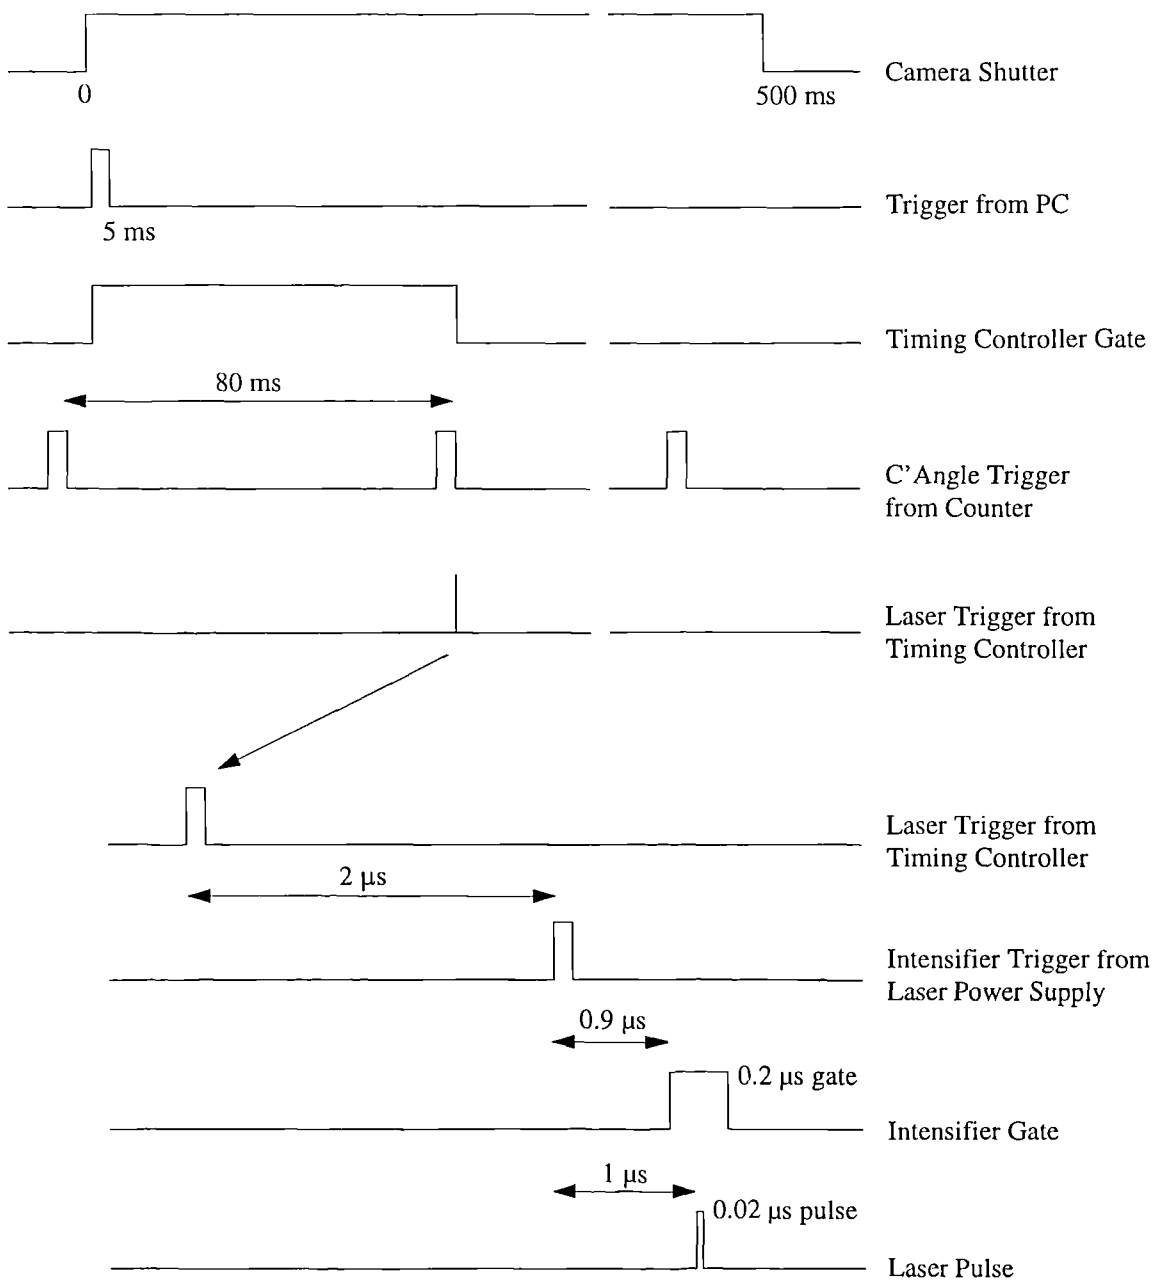 Camera Shutter
0
500 ms
Trigger from PC
5 ms
Timing Controller Gate
80 ms
C'Angle Trigger
from Counter
Laser Trigger from
Timing Controller
Laser Trigger from
Timing Controller
2 μs
Intensifier Trigger from
Laser Power Supply
0.9 μs
0.2 μs gate
Intensifier Gate
1 μs
0.02 μs pulse
Laser Pulse